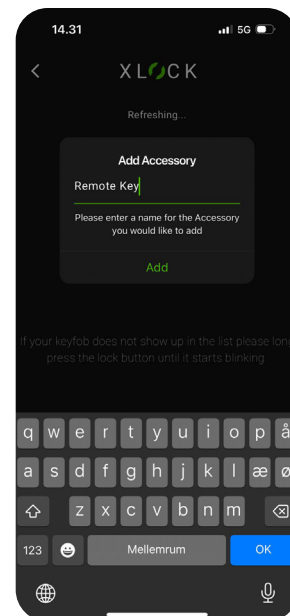 14.31
5G
XLOCK
Refreshing...
Add Accessory
Remote Key
Please enter a name for the Accessory
you would like to add
Add
If your keyfob does not show up in the list please lon
press the lock button until it starts blinking
q w e r t y u i o p å
a s d f g h j k l æ ø
z x c v b n m
123 Mellemrum OK